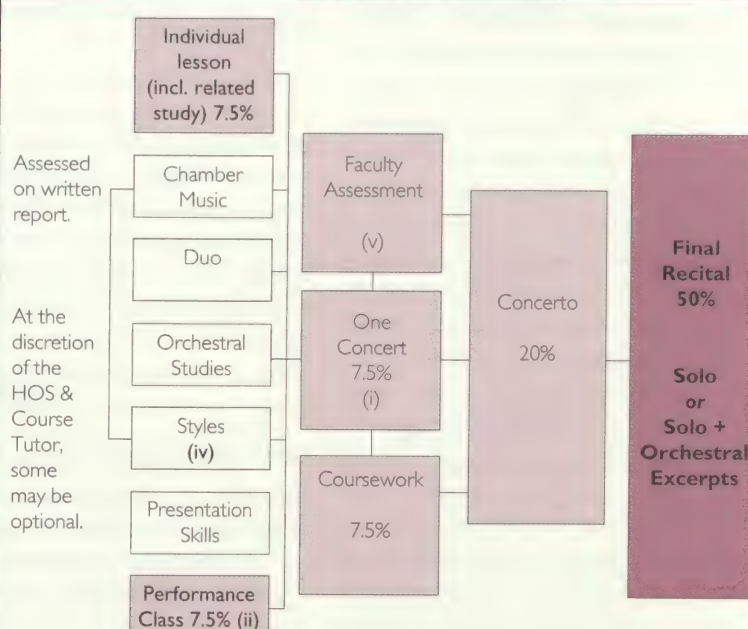 Individual
lesson
(incl. related
study) 7.5%
Assessed
on written
report.
At the
discretion
of the
HOS &
Course
Tutor,
some
may be
optional.
Chamber
Music
Duo
Orchestral
Studies
Styles
(iv)
Presentation
Skills
Performance
Class 7.5% (ii)
Faculty
Assessment
(v)
One
Concert
7.5%
(i)
Coursework
7.5%
Concerto
20%
Final
Recital
50%
Solo
or
Solo +
Orchestral
Excerpts